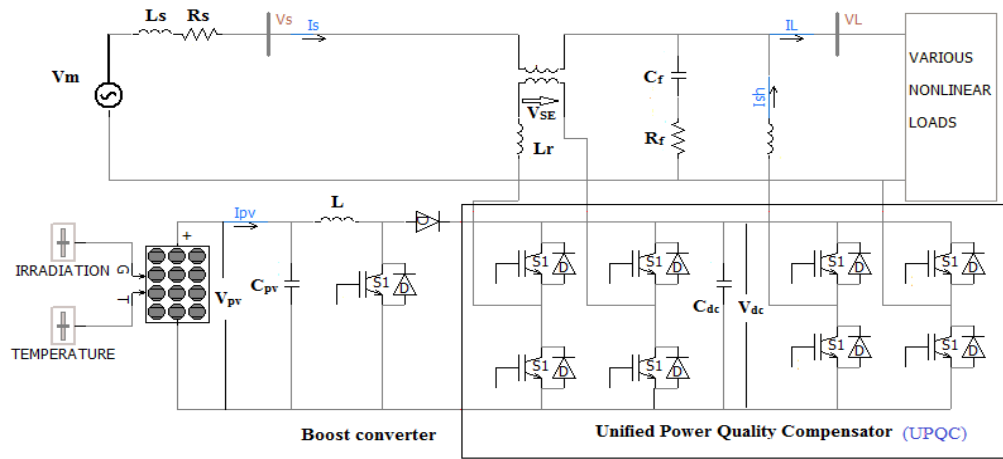 Ls Rs Vs Is IL VL
Vm
VSE
Lr
Cf
Rf
Ish
VARIOUS
NONLINEAR
LOADS
Ipv L D
+
IRRADIATION G
T
TEMPERATURE
Vpv
Cpv
S1 D
S1 D S1 D S1 D S1 D
Cdc Vdc
S1 D S1 D S1 D S1 D
Boost converter
Unified Power Quality Compensator (UPQC)